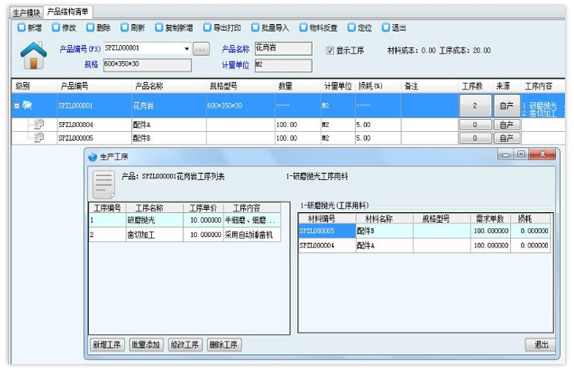 生产模块 产品结构清单
新增 修改 删除 刷新 复制新增 导出打印 批量导入 物料反查 定位 退出
产品编号(F3) SPZL000001 ... 产品名称 花岗岩 显示工序 材料成本: 0.00 工序成本: 20.00
规格 600×350×30 计量单位 M2
级别 产品编号 产品名称 规格型号 数量 计量单位 损耗(%) 备注 工序数 来源 工序内容
SPZL000001 花岗岩 600×350×30 ---- M2 ---- 2 自产 1 研磨抛光
2 凿切加工
SPZL000004 配件A 100.00 M2 5.00 0 自产
SPZL000005 配件B 100.00 M2 5.00 0 自产
生产工序
产品: SPZL000001花岗岩工序列表 1-研磨抛光工序用料
工序编号 工序名称 工序单价 工序内容
1 研磨抛光 10.000000 半细磨、细磨...
2 凿切加工 10.000000 采用自动锤凿机
1-研磨抛光(工序用料)
材料编号 材料名称 规格型号 需求单数 损耗
SPZL000005 配件B 100.000000 0.000000
SPZL000004 配件A 100.000000 0.000000
新增工序 批量添加 修改工序 删除工序 退出